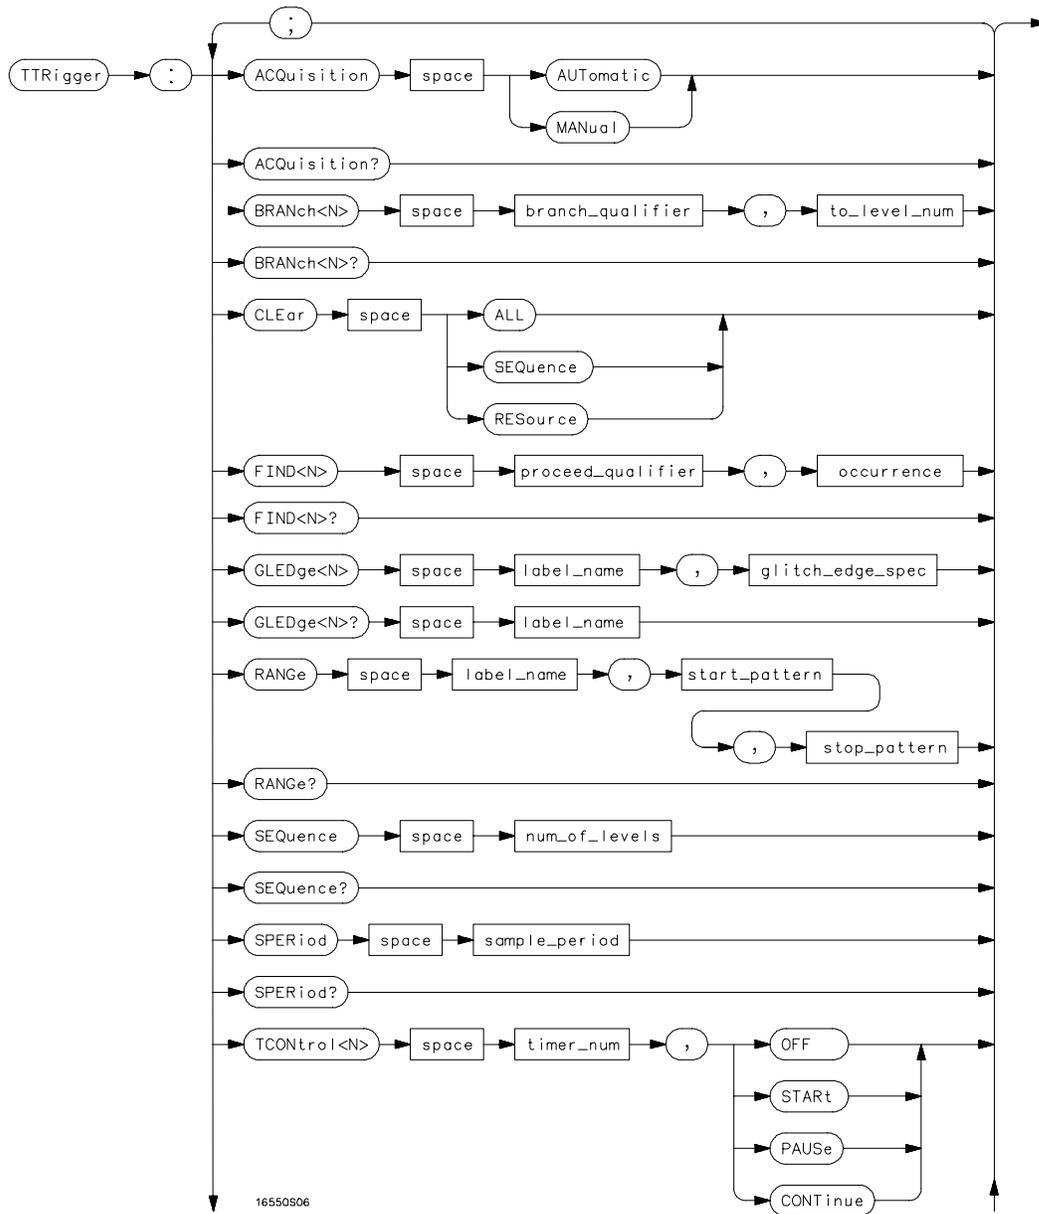 ;
TTRigger : ACQuisition space AUTomatic
MANual
ACQuisition?
BRANch<N> space branch_qualifier , to_level_num
BRANch<N>?
CLEar space ALL
SEQuence
RESource
FIND<N> space proceed_qualifier , occurrence
FIND<N>?
GLEDge<N> space label_name , glitch_edge_spec
GLEDge<N>? space label_name
RANGe space label_name , start_pattern
, stop_pattern
RANGe?
SEQuence space num_of_levels
SEQuence?
SPERiod space sample_period
SPERiod?
TCONtrol<N> space timer_num , OFF
STARt
PAUSe
CONTinue
16550S06